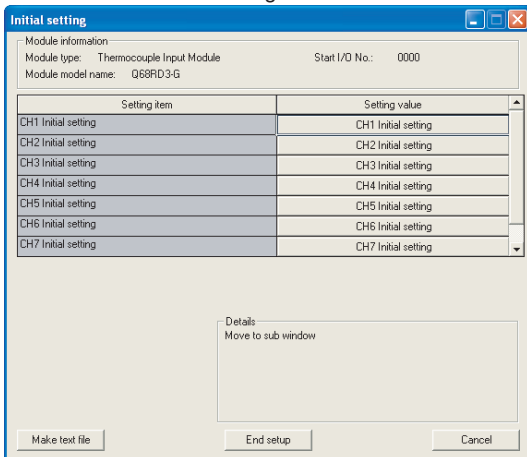 Initial setting
Module information
Module type: Thermocouple Input Module Start I/O No.: 0000
Module model name: Q68RD3-G
Setting item Setting value
CH1 Initial setting CH1 Initial setting
CH2 Initial setting CH2 Initial setting
CH3 Initial setting CH3 Initial setting
CH4 Initial setting CH4 Initial setting
CH5 Initial setting CH5 Initial setting
CH6 Initial setting CH6 Initial setting
CH7 Initial setting CH7 Initial setting
Details
Move to sub window
Make text file End setup Cancel